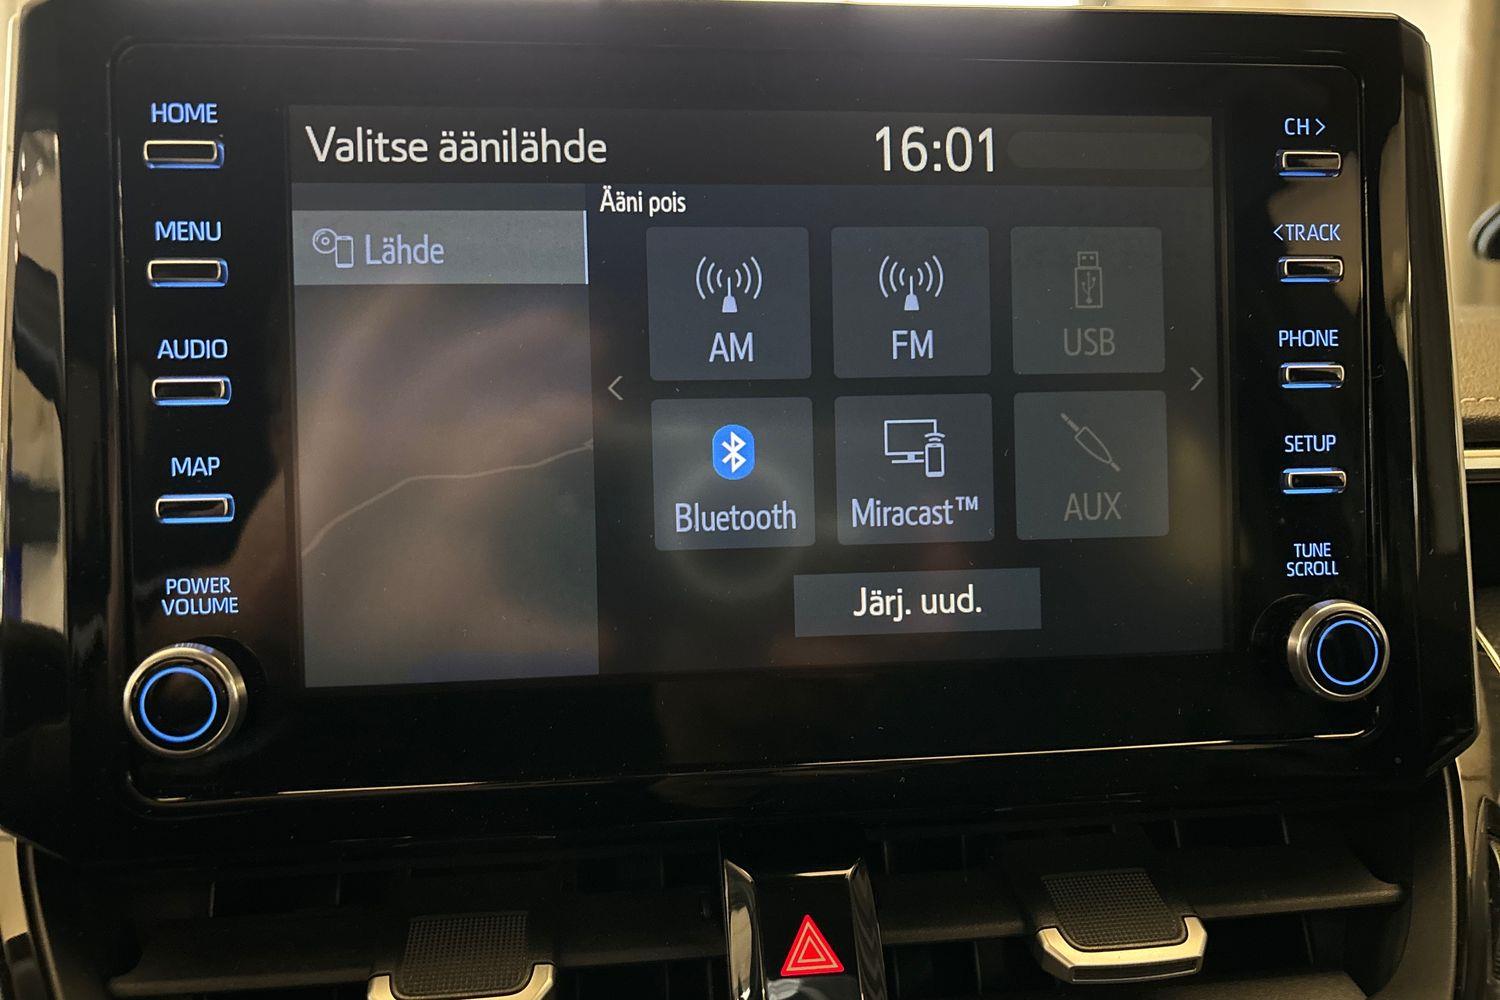 HOME
MENU
AUDIO
MAP
POWER
VOLUME
Valitse äänilähde
16:01
Lähde
Ääni pois
AM
FM
USB
Bluetooth
Miracast™
AUX
Järj. uud.
CH >
< TRACK
PHONE
SETUP
TUNE
SCROLL